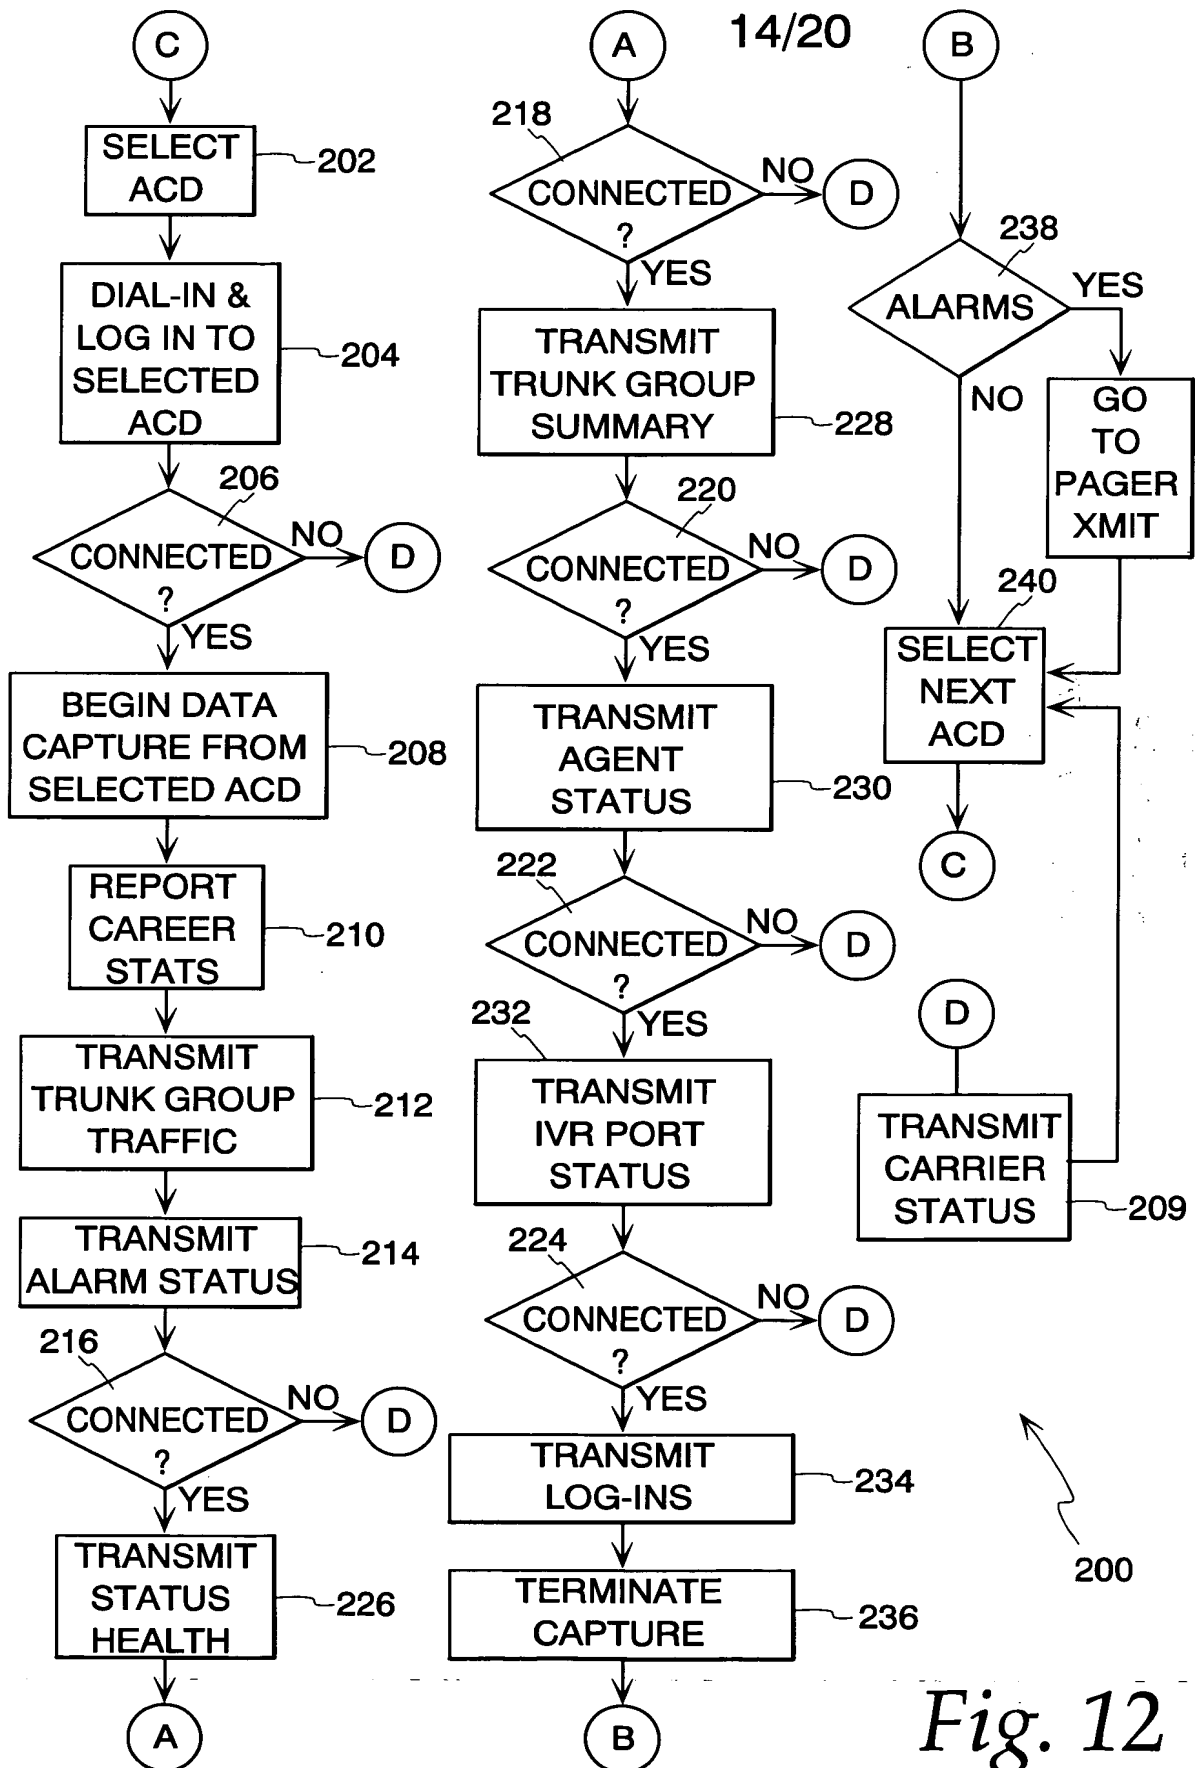 14/20
C
SELECT
ACD
202
DIAL-IN &
LOG IN TO
SELECTED
ACD
204
206
CONNECTED
?
NO
D
YES
BEGIN DATA
CAPTURE FROM
SELECTED ACD
208
REPORT
CAREER
STATS
210
TRANSMIT
TRUNK GROUP
TRAFFIC
212
TRANSMIT
ALARM STATUS
214
216
CONNECTED
?
NO
D
YES
TRANSMIT
STATUS
HEALTH
226
A
A
218
CONNECTED
?
NO
D
YES
TRANSMIT
TRUNK GROUP
SUMMARY
228
220
CONNECTED
?
NO
D
YES
TRANSMIT
AGENT
STATUS
230
222
CONNECTED
?
NO
D
YES
232
TRANSMIT
IVR PORT
STATUS
224
CONNECTED
?
NO
D
YES
TRANSMIT
LOG-INS
234
TERMINATE
CAPTURE
236
B
B
238
ALARMS
YES
NO
GO
TO
PAGER
XMIT
240
SELECT
NEXT
ACD
C
D
TRANSMIT
CARRIER
STATUS
209
200
Fig. 12